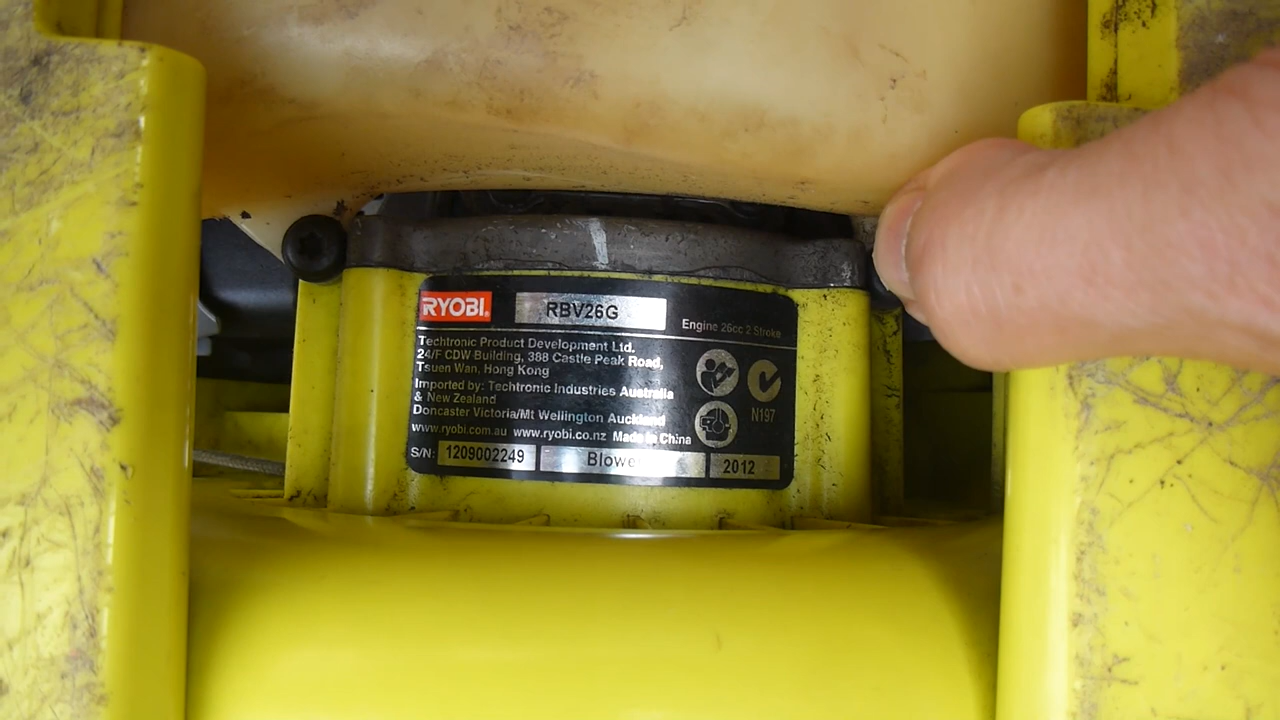 RYOBI
RBV26G
Engine 26cc 2 Stroke
Techtronic Product Development Ltd.
24/F CDW Building, 388 Castle Peak Road,
Tsuen Wan, Hong Kong
Imported by: Techtronic Industries Australia
& New Zealand
Doncaster Victoria/Mt Wellington Auckland
www.ryobi.com.au www.ryobi.co.nz Made in China
N197
S/N: 1209002249
2012